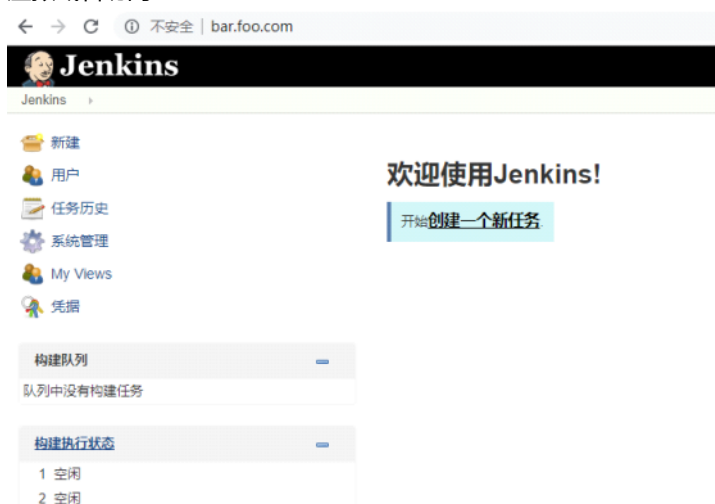 不安全 | bar.foo.com
Jenkins
Jenkins
新建
用户
任务历史
系统管理
My Views
凭据
欢迎使用Jenkins!
开始创建一个新任务.
构建队列
队列中没有构建任务
构建执行状态
1 空闲
2 空闲